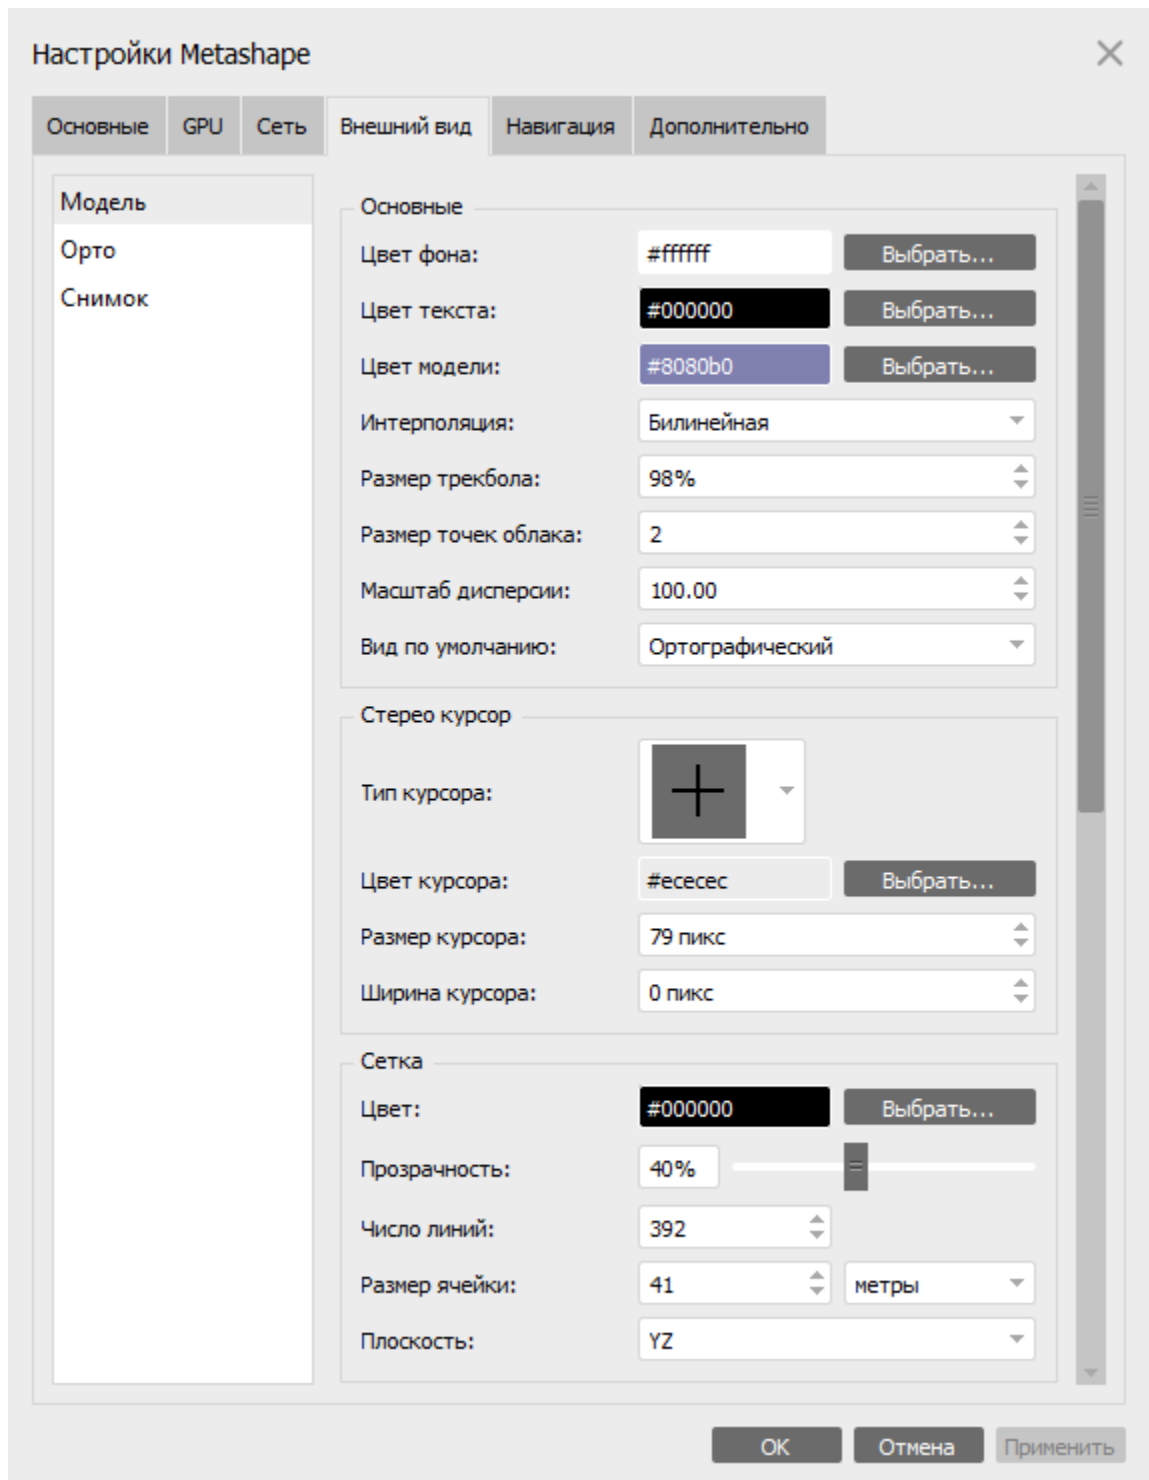 Настройки Metashape
Основные GPU Сеть Внешний вид Навигация Дополнительно
Модель
Орто
Снимок
Основные
Цвет фона: #ffffff Выбрать...
Цвет текста: #000000 Выбрать...
Цвет модели: #8080b0 Выбрать...
Интерполяция: Билинейная
Размер трекбола: 98%
Размер точек облака: 2
Масштаб дисперсии: 100.00
Вид по умолчанию: Ортографический
Стерео курсор
Тип курсора:
Цвет курсора: #ececec Выбрать...
Размер курсора: 79 пикс
Ширина курсора: 0 пикс
Сетка
Цвет: #000000 Выбрать...
Прозрачность: 40%
Число линий: 392
Размер ячейки: 41 метры
Плоскость: YZ
OK Отмена Применить